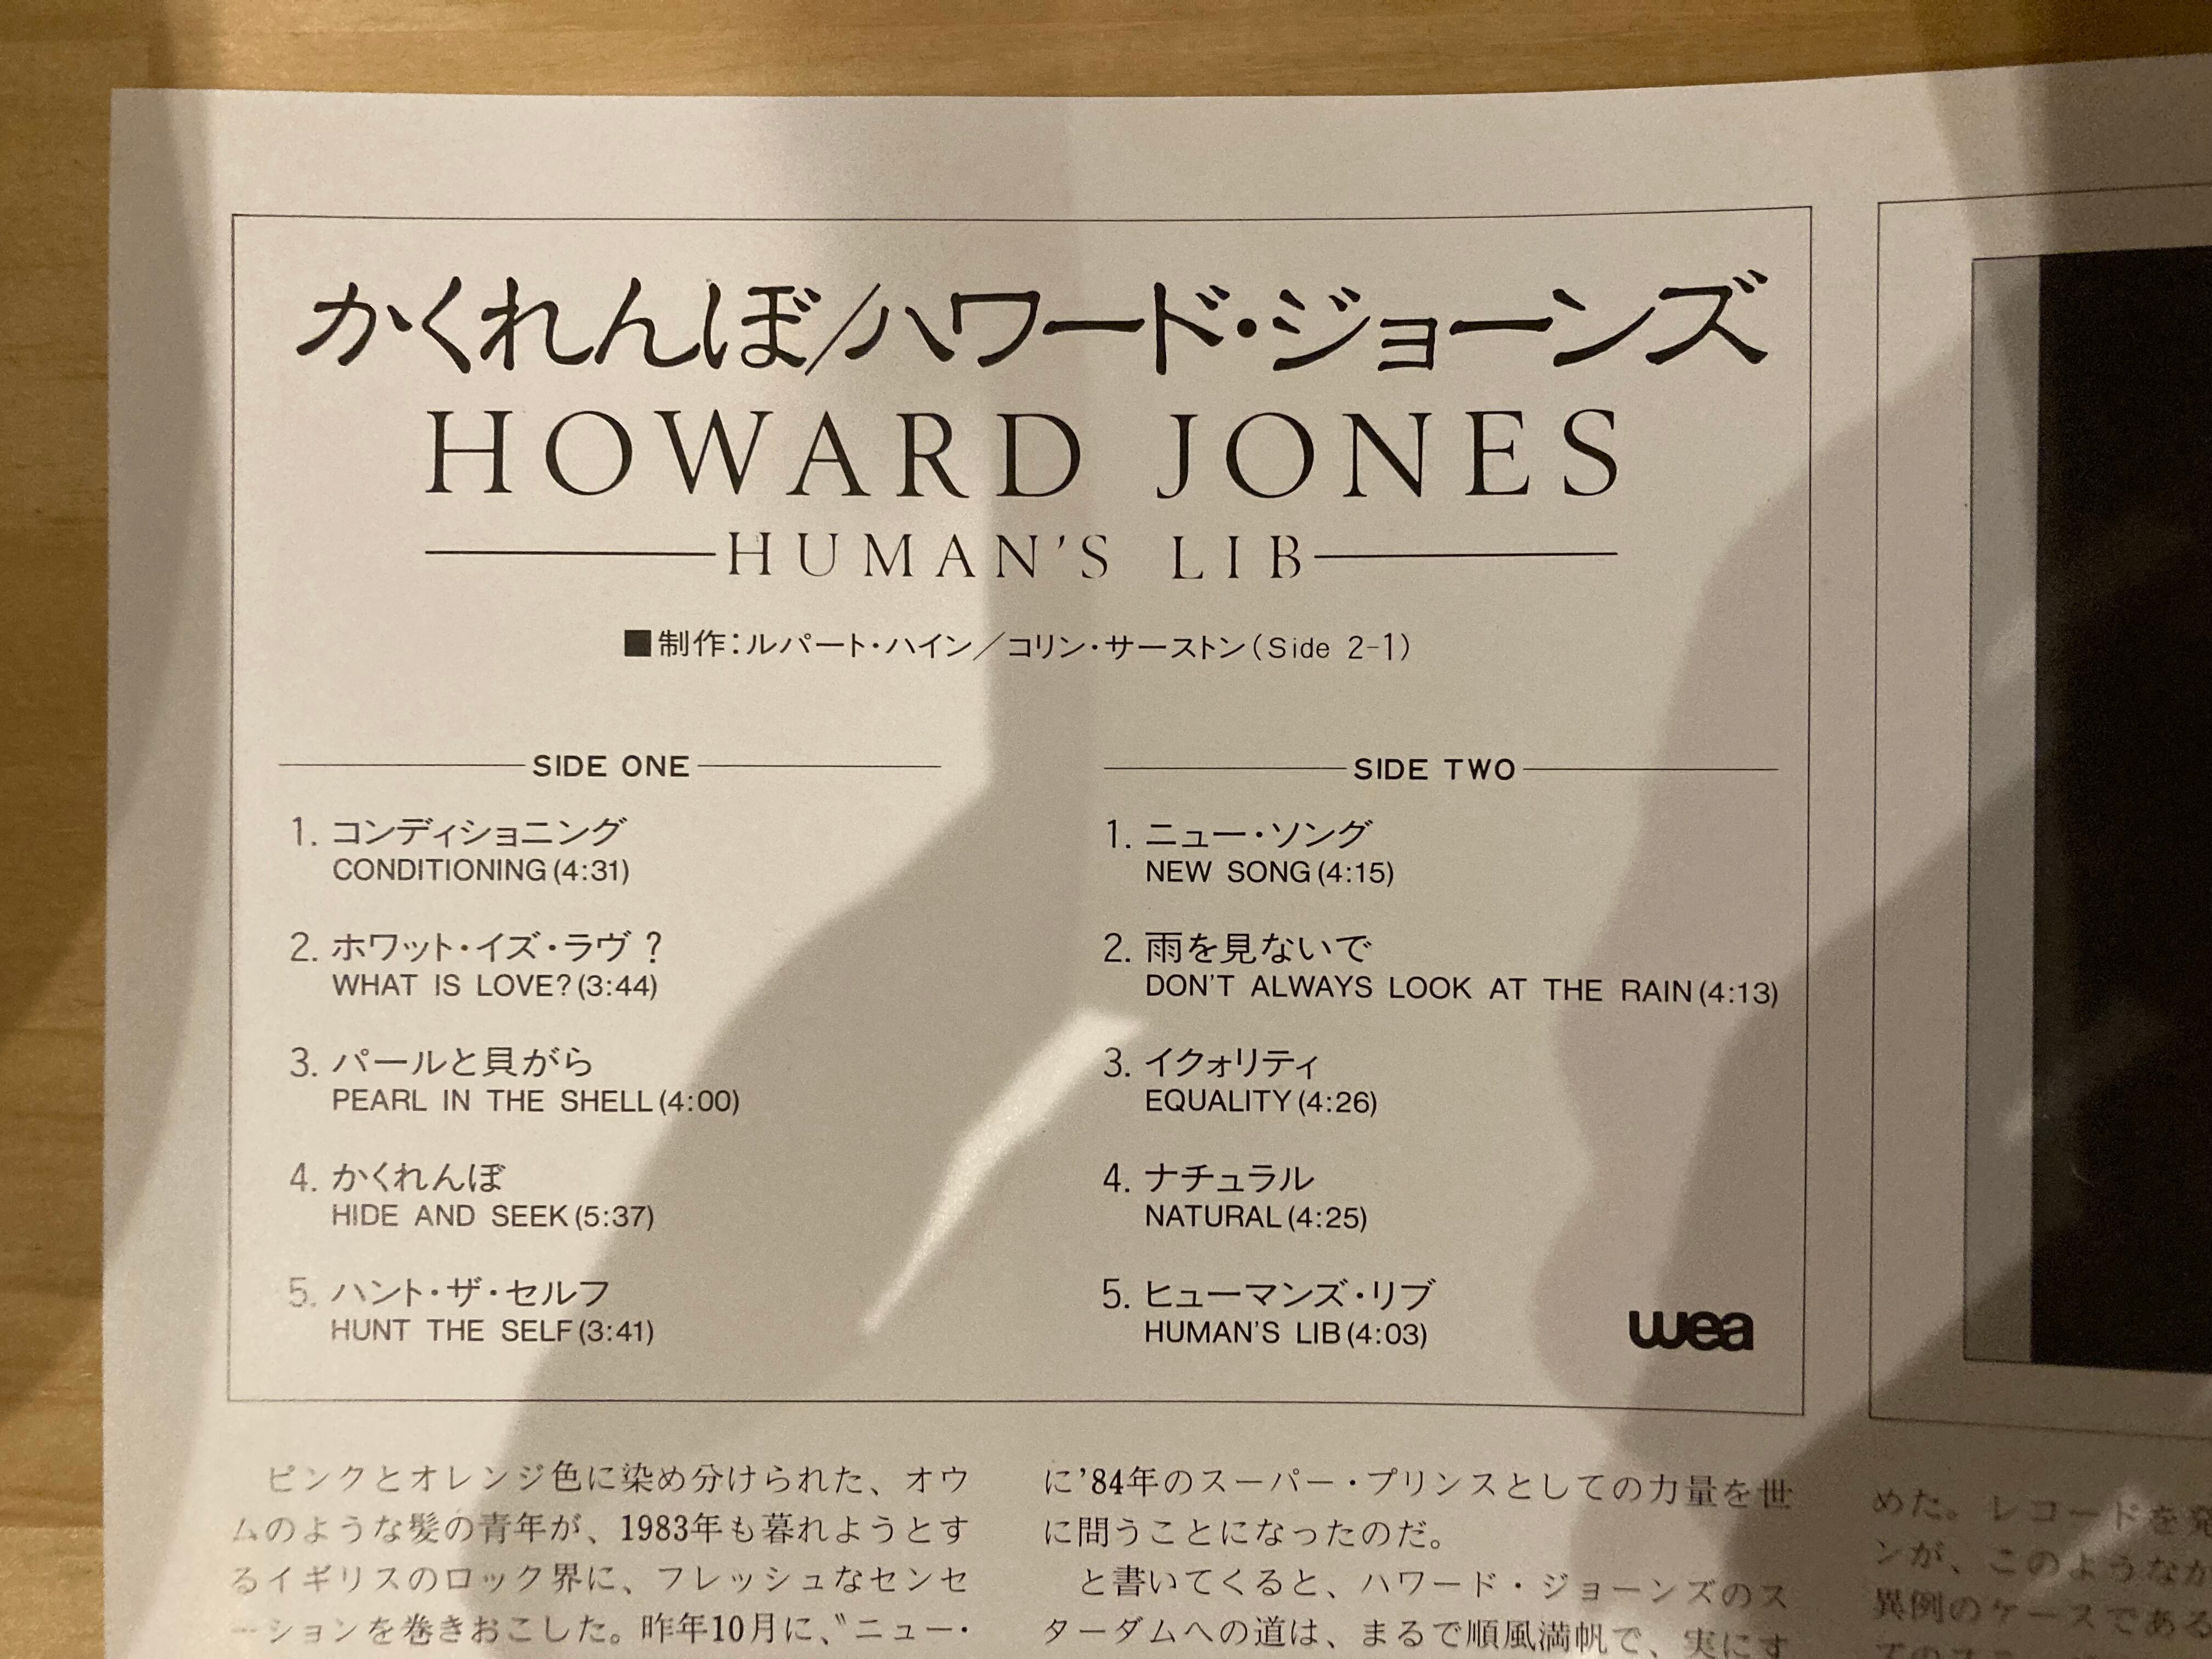 かくれんぼ/ハワード・ジョーンズ
HOWARD JONES
HUMAN'S LIB
■制作:ルパート・ハイン/コリン・サーストン(Side 2-1)
SIDE ONE
1. コンディショニング
CONDITIONING(4:31)
2. ホワット・イズ・ラヴ?
WHAT IS LOVE?(3:44)
3. パールと貝がら
PEARL IN THE SHELL(4:00)
4. かくれんぼ
HIDE AND SEEK(5:37)
5. ハント・ザ・セルフ
HUNT THE SELF(3:41)
SIDE TWO
1. ニュー・ソング
NEW SONG(4:15)
2. 雨を見ないで
DON'T ALWAYS LOOK AT THE RAIN(4:13)
3. イクォリティ
EQUALITY(4:26)
4. ナチュラル
NATURAL(4:25)
5. ヒューマンズ・リブ
HUMAN'S LIB(4:03)
wea
ピンクとオレンジ色に染め分けられた、オウ
ムのような髪の青年が、1983年も暮れようとす
るイギリスのロック界に、フレッシュなセンセ
ーションを巻きおこした。昨年10月に、〝ニュー・
に'84年のスーパー・プリンスとしての力量を世
に問うことになったのだ。
と書いてくると、ハワード・ジョーンズのス
ターダムへの道は、まるで順風満帆で、実にす
めた。レコードを発
ンが、このようなか
異例のケースである